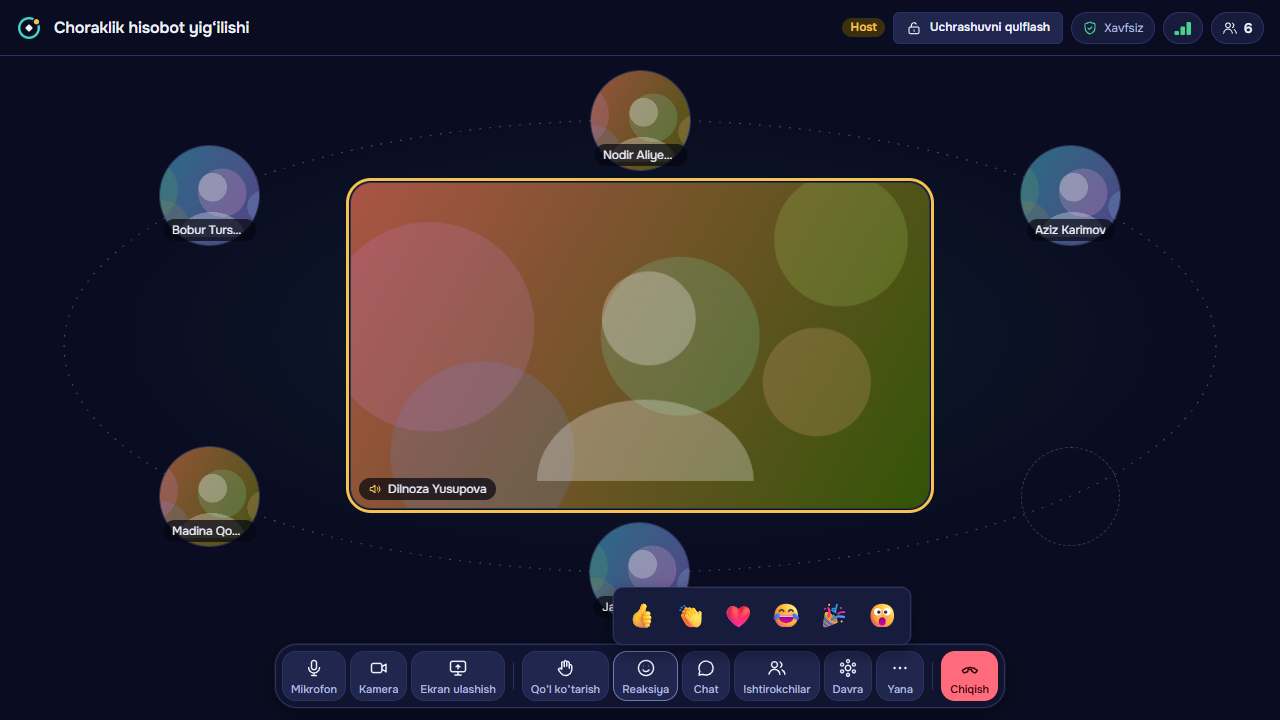 Choraklik hisobot yig‘ilishi
Host
Uchrashuvni qulflash
Xavfsiz
6
Nodir Aliye...
Bobur Turs...
Aziz Karimov
Dilnoza Yusupova
Madina Qo...
Ja
Mikrofon
Kamera
Ekran ulashish
Qo‘l ko‘tarish
Reaksiya
Chat
Ishtirokchilar
Davra
Yana
Chiqish